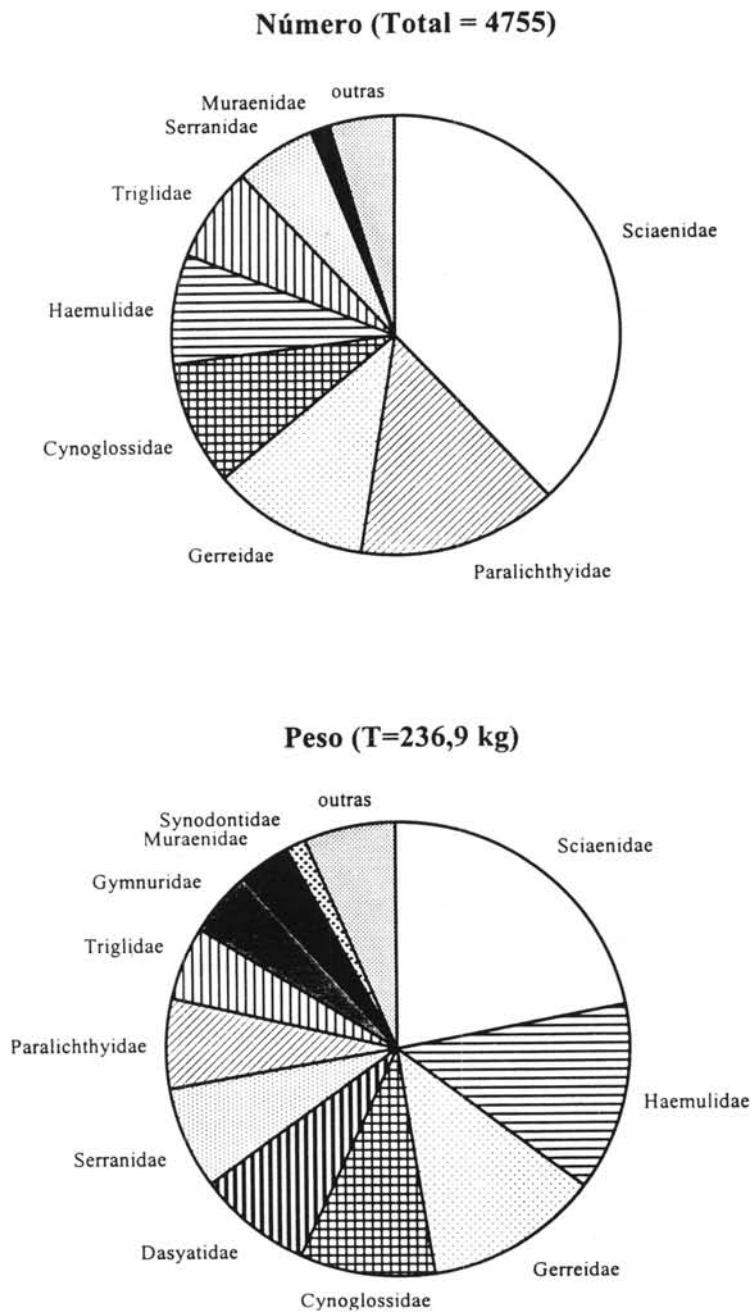 Número (Total = 4755)
outras
Muraenidae
Serranidae
Triglidae
Sciaenidae
Haemulidae
Cynoglossidae
Gerreidae
Paralichthyidae
Peso (T=236,9 kg)
outras
Synodontidae
Muraenidae
Sciaenidae
Gymnuridae
Triglidae
Paralichthyidae
Haemulidae
Serranidae
Dasyatidae
Gerreidae
Cynoglossidae